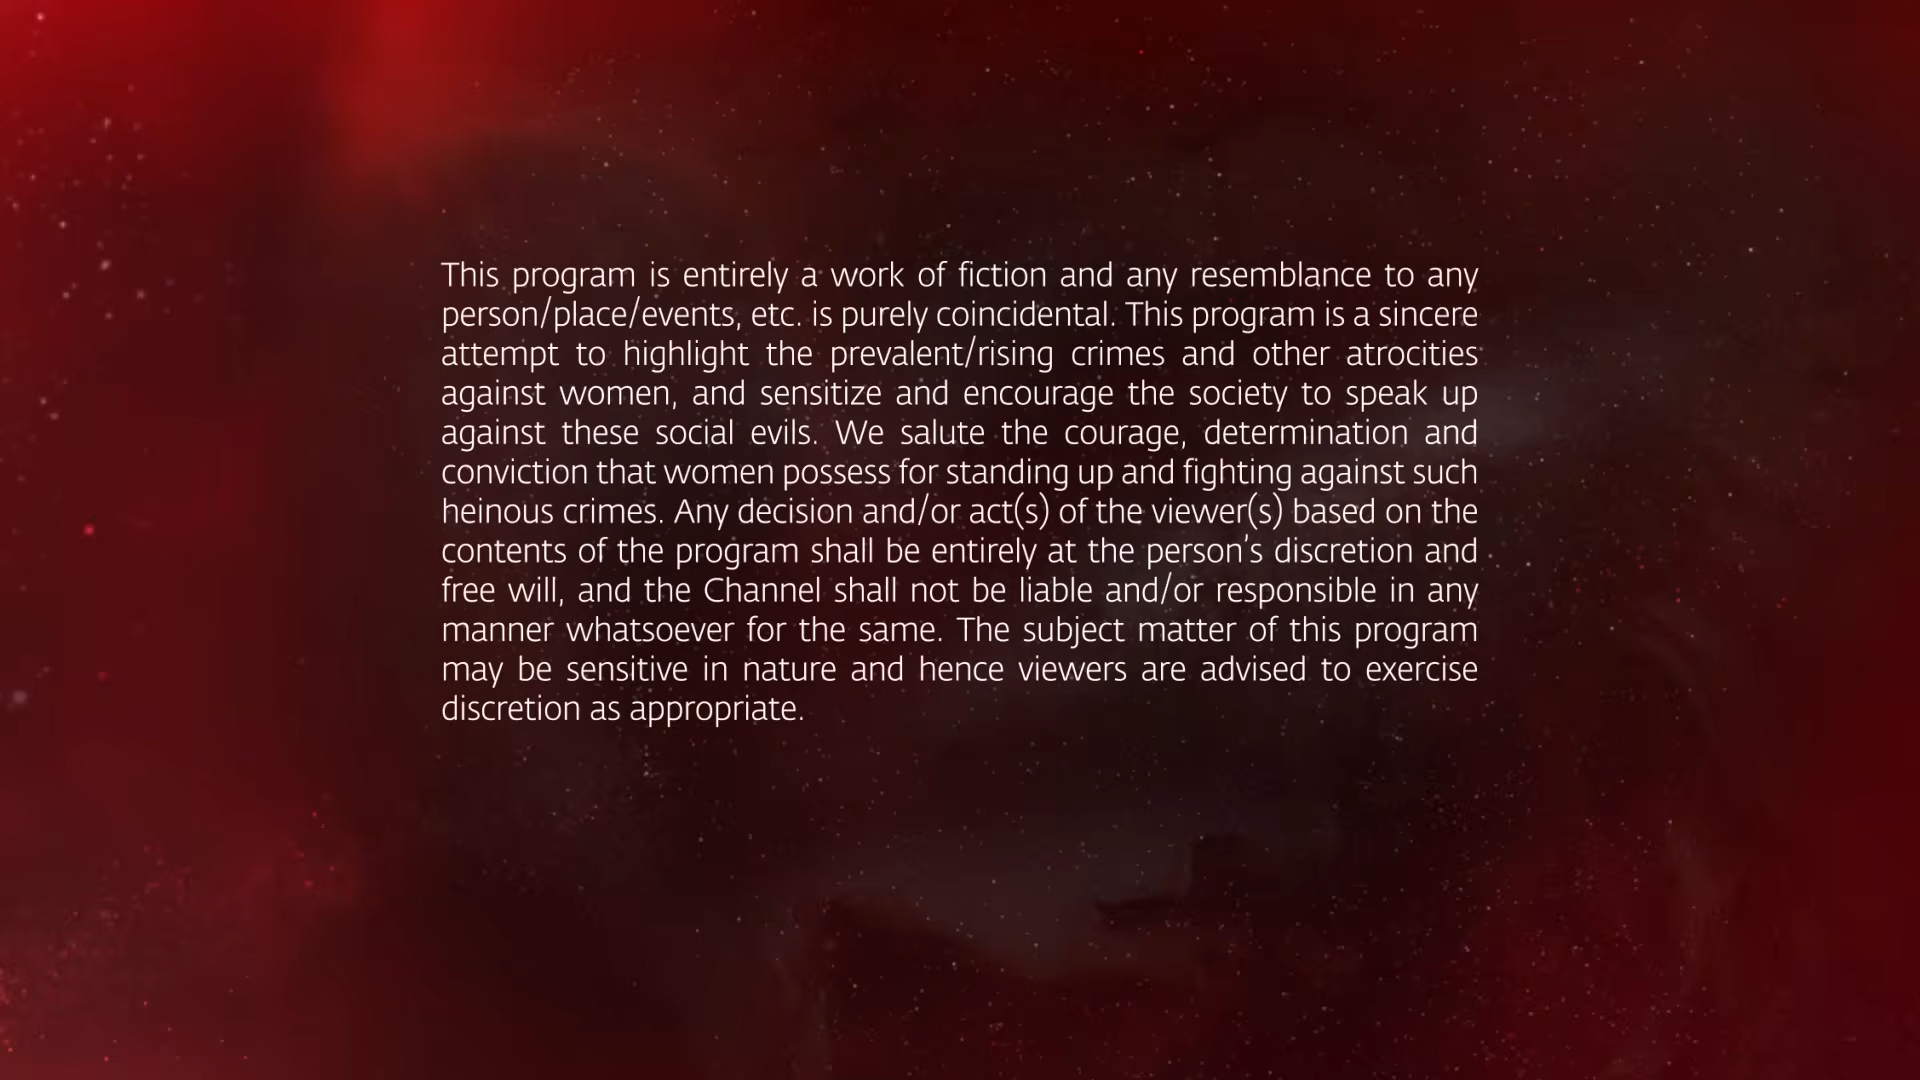 This program is entirely a work of fiction and any resemblance to any
person/place/events, etc. is purely coincidental. This program is a sincere
attempt to highlight the prevalent/rising crimes and other atrocities
against women, and sensitize and encourage the society to speak up
against these social evils. We salute the courage, determination and
conviction that women possess for standing up and fighting against such
heinous crimes. Any decision and/or act(s) of the viewer(s) based on the
contents of the program shall be entirely at the person's discretion and
free will, and the Channel shall not be liable and/or responsible in any
manner whatsoever for the same. The subject matter of this program
may be sensitive in nature and hence viewers are advised to exercise
discretion as appropriate.